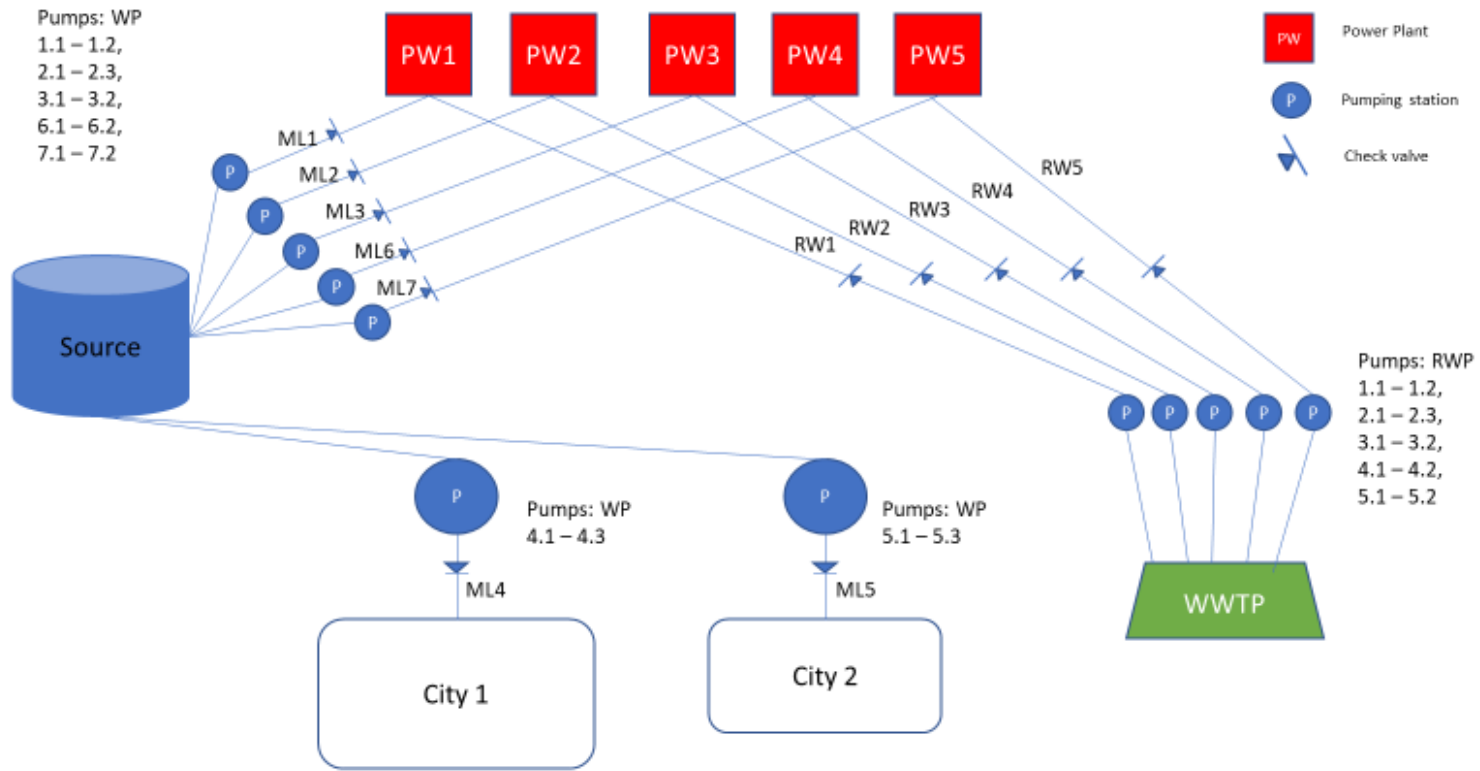 Pumps: WP
1.1 – 1.2,
2.1 – 2.3,
3.1 – 3.2,
6.1 – 6.2,
7.1 – 7.2
PW1
PW2
PW3
PW4
PW5
PW
Power Plant
P
Pumping station
Check valve
ML1
P
ML2
P
ML3
P
ML6
P
ML7
P
RW1
RW2
RW3
RW4
RW5
Source
Pumps: RWP
1.1 – 1.2,
2.1 – 2.3,
3.1 – 3.2,
4.1 – 4.2,
5.1 – 5.2
P
P
P
P
P
P
Pumps: WP
4.1 – 4.3
P
Pumps: WP
5.1 – 5.3
ML4
ML5
WWTP
City 1
City 2